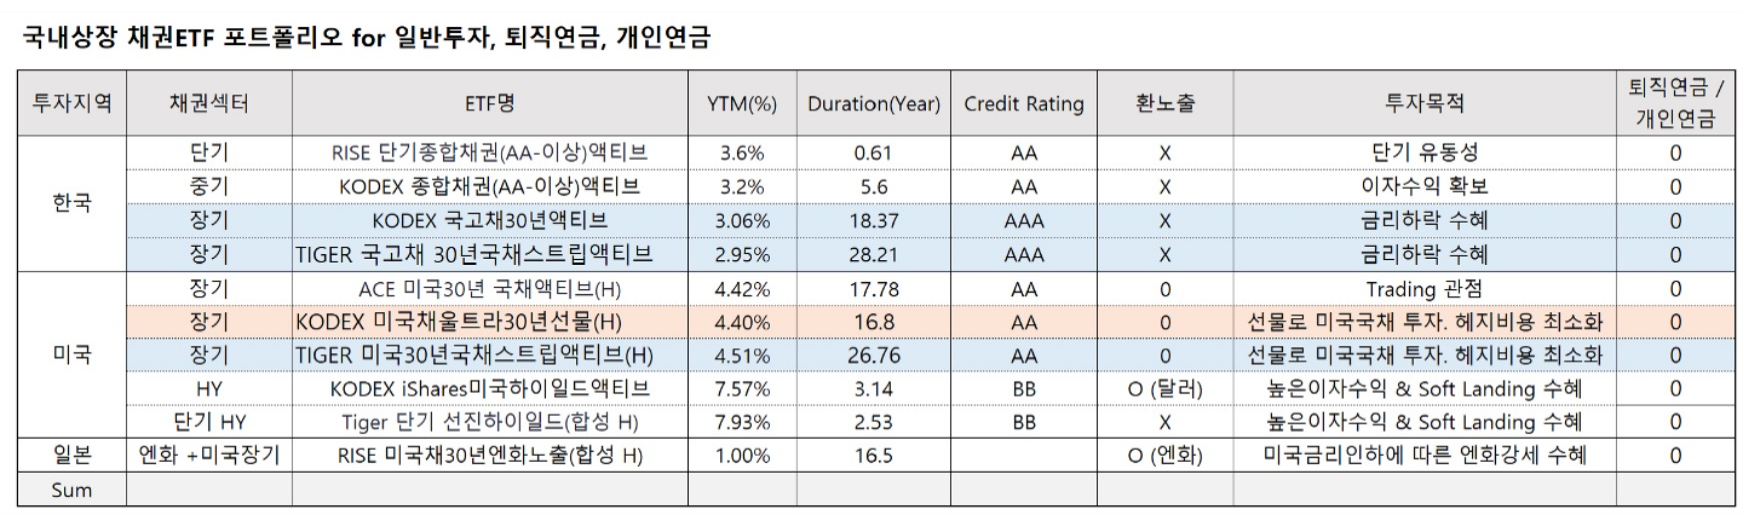 국내상장 채권ETF 포트폴리오 for 일반투자, 퇴직연금, 개인연금
투자지역 채권섹터 ETF명 YTM(%) Duration(Year) Credit Rating 환노출 투자목적 퇴직연금 / 개인연금
한국
단기 RISE 단기종합채권(AA-이상)액티브 3.6% 0.61 AA X 단기 유동성 0
중기 KODEX 종합채권(AA-이상)액티브 3.2% 5.6 AA X 이자수익 확보 0
장기 KODEX 국고채30년액티브 3.06% 18.37 AAA X 금리하락 수혜 0
장기 TIGER 국고채 30년국채스트립액티브 2.95% 28.21 AAA X 금리하락 수혜 0
미국
장기 ACE 미국30년 국채액티브(H) 4.42% 17.78 AA 0 Trading 관점 0
장기 KODEX 미국채울트라30년선물(H) 4.40% 16.8 AA 0 선물로 미국국채 투자. 헤지비용 최소화 0
장기 TIGER 미국30년국채스트립액티브(H) 4.51% 26.76 AA 0 선물로 미국국채 투자. 헤지비용 최소화 0
HY KODEX iShares미국하이일드액티브 7.57% 3.14 BB O (달러) 높은이자수익 & Soft Landing 수혜 0
단기 HY Tiger 단기 선진하이일드(합성 H) 7.93% 2.53 BB X 높은이자수익 & Soft Landing 수혜 0
일본 엔화 +미국장기 RISE 미국채30년엔화노출(합성 H) 1.00% 16.5 O (엔화) 미국금리인하에 따른 엔화강세 수혜 0
Sum